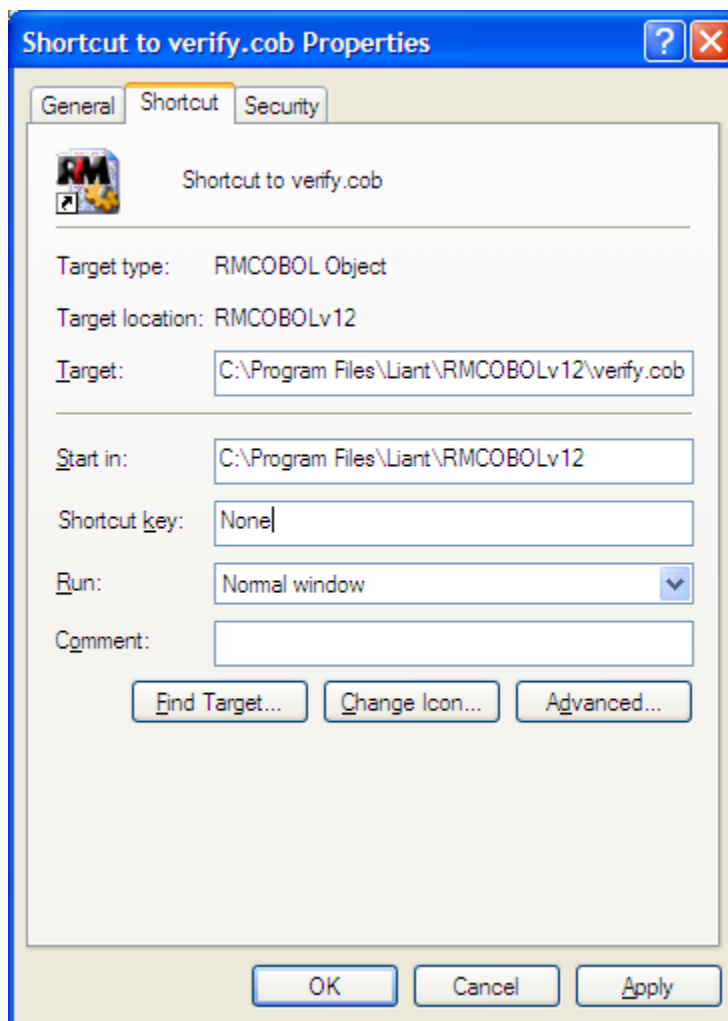 Shortcut to verify.cob Properties
General Shortcut Security
RM
Shortcut to verify.cob
Target type: RMCOBOL Object
Target location: RMCOBOLv12
Target: C:\Program Files\Liant\RMCOBOLv12\verify.cob
Start in: C:\Program Files\Liant\RMCOBOLv12
Shortcut key: None
Run: Normal window
Comment:
Find Target... Change Icon... Advanced...
OK Cancel Apply